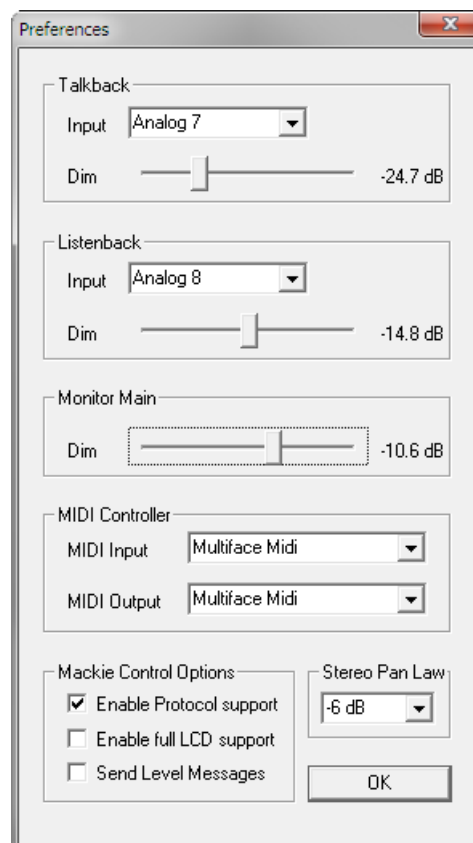 Preferences
Talkback
Input Analog 7
Dim -24.7 dB
Listenback
Input Analog 8
Dim -14.8 dB
Monitor Main
Dim -10.6 dB
MIDI Controller
MIDI Input Multiface Midi
MIDI Output Multiface Midi
Mackie Control Options
Enable Protocol support
Enable full LCD support
Send Level Messages
Stereo Pan Law
-6 dB
OK